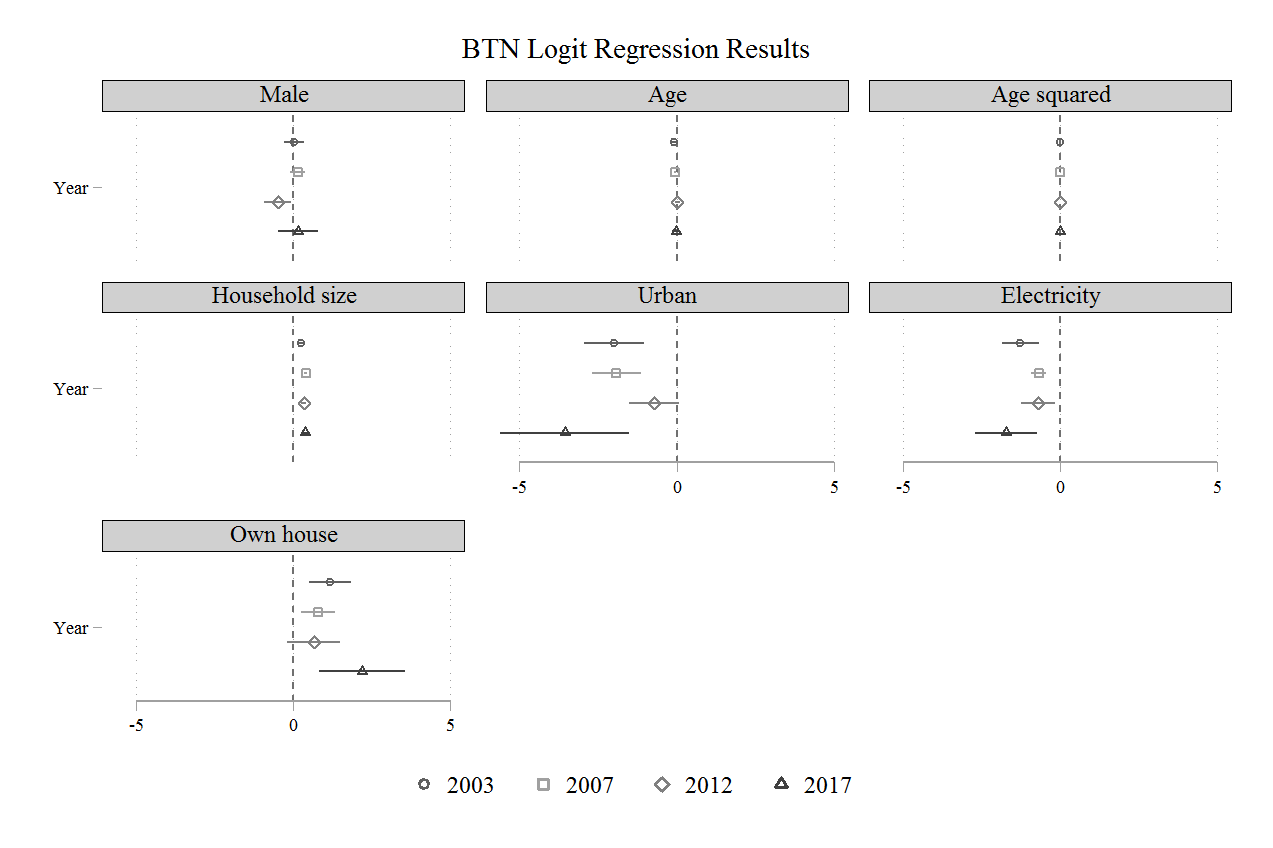 BTN Logit Regression Results
Male
Age
Age squared
Year
Household size
Urban
Electricity
Year
-5 0 5
-5 0 5
Own house
Year
-5 0 5
2003 2007 2012 2017